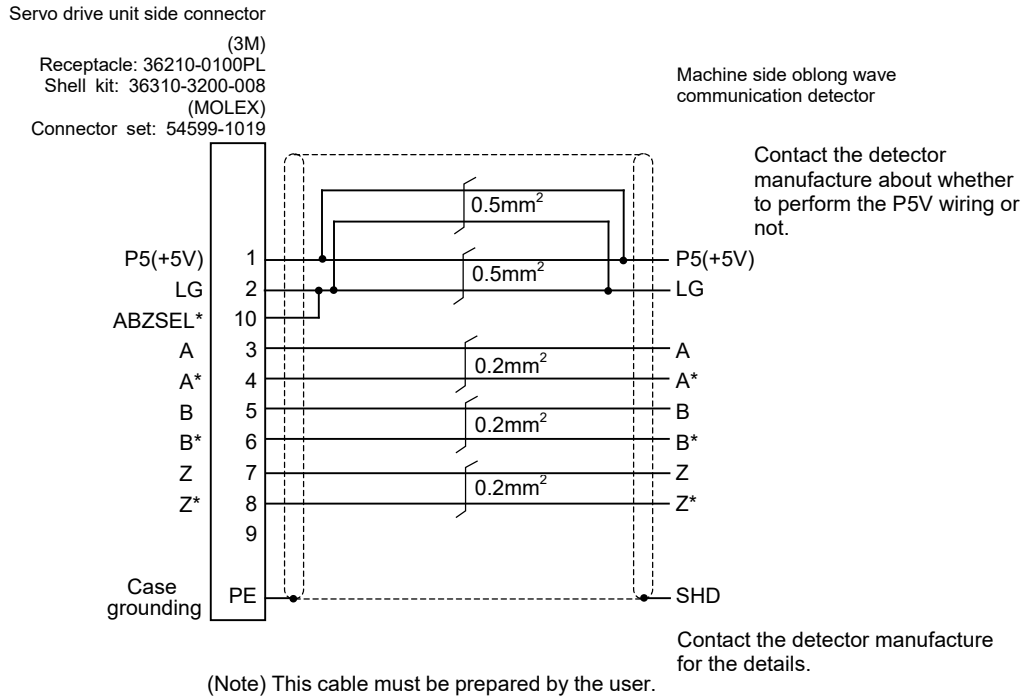 Servo drive unit side connector
(3M)
Receptacle: 36210-0100PL
Shell kit: 36310-3200-008
(MOLEX)
Connector set: 54599-1019
Machine side oblong wave
communication detector
Contact the detector
manufacture about whether
to perform the P5V wiring or
not.
0.5mm²
P5(+5V) 1 P5(+5V)
0.5mm²
LG 2 LG
ABZSEL* 10
A 3 A
0.2mm²
A* 4 A*
B 5 B
0.2mm²
B* 6 B*
Z 7 Z
0.2mm²
Z* 8 Z*
9
Case
grounding PE SHD
Contact the detector manufacture
for the details.
(Note) This cable must be prepared by the user.